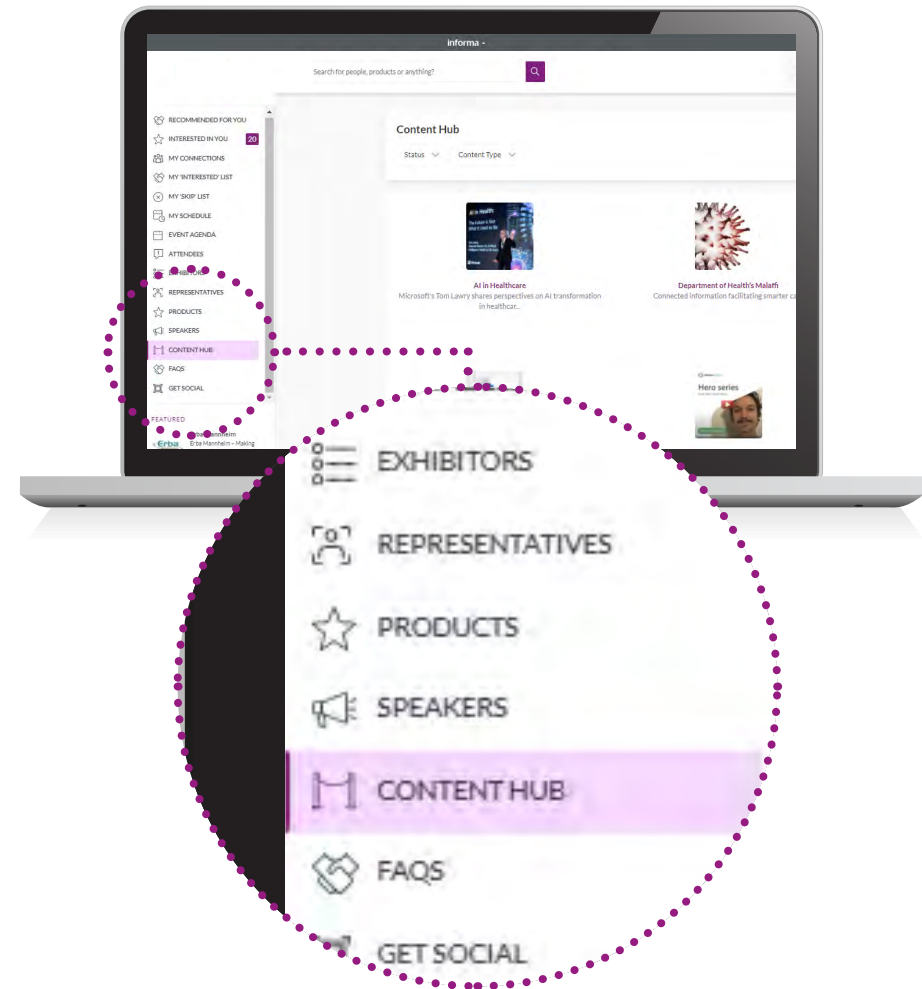 informa -
Search for people, products or anything?
RECOMMENDED FOR YOU
INTERESTED IN YOU 20
MY CONNECTIONS
MY 'INTERESTED' LIST
MY 'SKIP' LIST
MY SCHEDULE
EVENT AGENDA
ATTENDEES
EXHIBITORS
REPRESENTATIVES
PRODUCTS
SPEAKERS
CONTENT HUB
FAQS
GET SOCIAL
FEATURED
Erba Mannheim
Erba
Erba Mannheim - Making
Content Hub
Status Content Type
AI in Health:
AI in Healthcare
Microsoft's Tom Lawry shares perspectives on AI transformation
in healthcar...
Department of Health's Malaffi
Connected information facilitating smarter ca
Hero series
EXHIBITORS
REPRESENTATIVES
PRODUCTS
SPEAKERS
CONTENT HUB
FAQS
GET SOCIAL